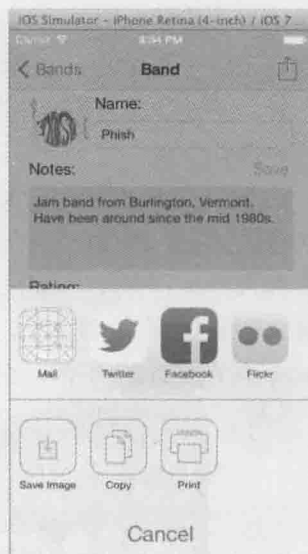 iOS Simulator - iPhone Retina (4-inch) / iOS 7
Carrier 8:34 PM
Bands Band
Name:
Phish
Notes: Save
Jam band from Burlington, Vermont.
Have been around since the mid 1980s.
Rating:
Mail Twitter Facebook Flickr
Save Image Copy Print
Cancel